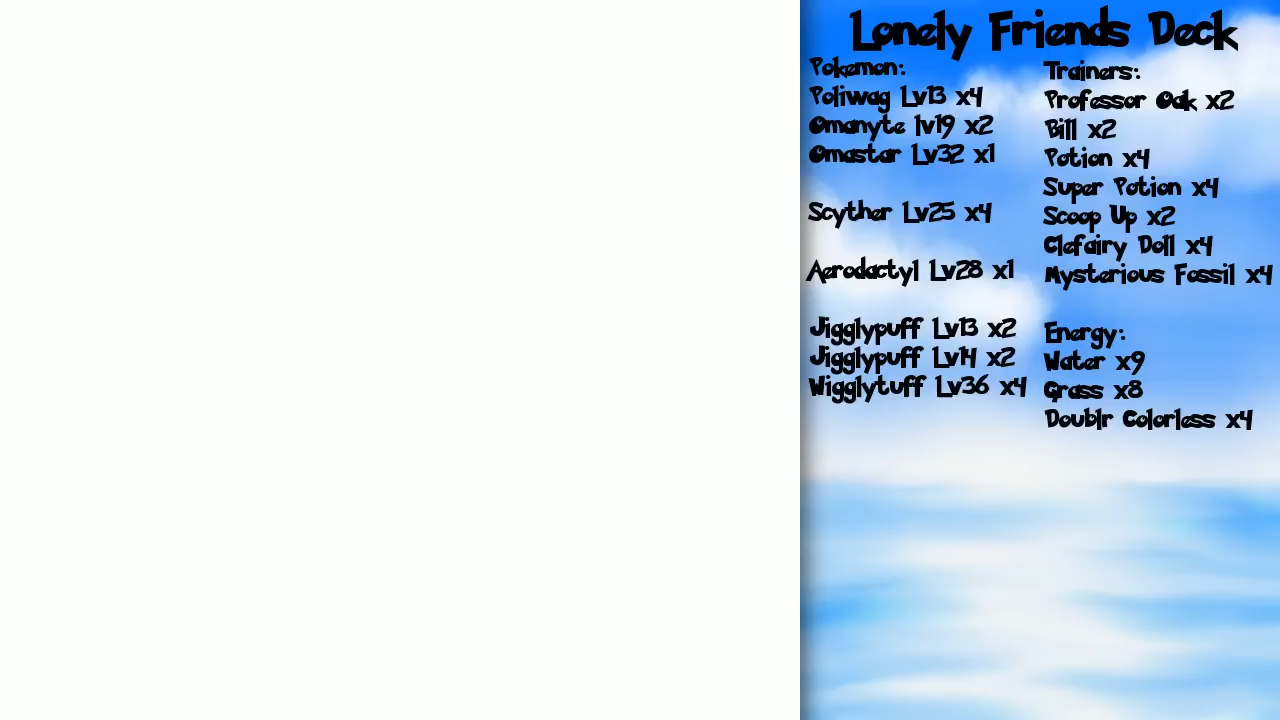 Lonely Friends Deck
Pokemon:
Poliwag Lv13 x4
Omanyte lv19 x2
Omastar Lv32 x1
Scyther Lv25 x4
Aerodactyl Lv28 x1
Jigglypuff Lv13 x2
Jigglypuff Lv14 x2
Wigglytuff Lv36 x4
Trainers:
Professor Oak x2
Bill x2
Potion x4
Super Potion x4
Scoop Up x2
Clefairy Doll x4
Mysterious Fossil x4
Energy:
Water x9
Grass x8
Doublr Colorless x4